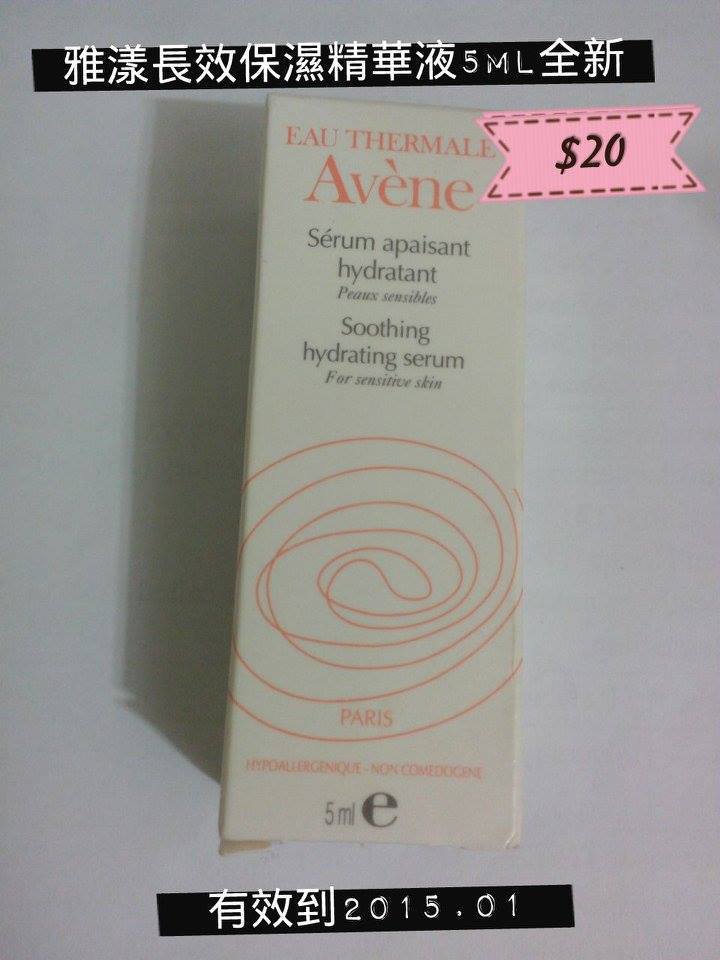 雅漾長效保濕精華液5ML全新
$20
EAU THERMALE
Avène
Sérum apaisant
hydratant
Peaux sensibles
Soothing
hydrating serum
For sensitive skin
PARIS
HYPOALLERGENIQUE - NON COMEDOGENE
5 ml e
有效到2015.01